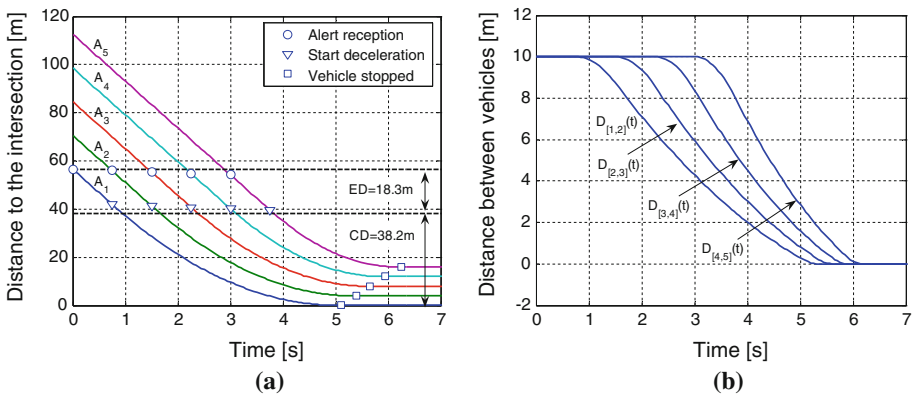 120
100
80
60
40
20
0
0 1 2 3 4 5 6 7
Distance to the intersection [m]
Time [s]
A5
A4
A3
A2
A1
Alert reception
Start deceleration
Vehicle stopped
ED=18.3m
CD=38.2m
(a)
12
10
8
6
4
2
0
-2
0 1 2 3 4 5 6 7
Distance between vehicles [m]
Time [s]
D[1,2](t)
D[2,3](t)
D[3,4](t)
D[4,5](t)
(b)